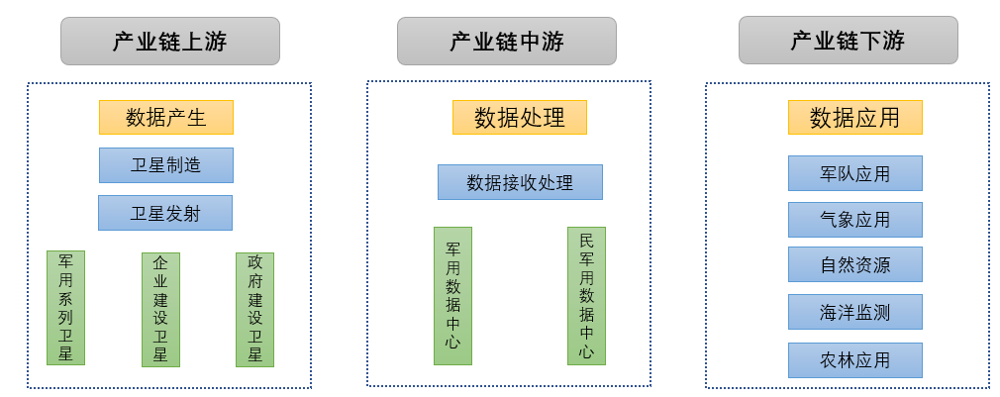 产业链上游
产业链中游
产业链下游
数据产生
卫星制造
卫星发射
军用系列卫星
企业建设卫星
政府建设卫星
数据处理
数据接收处理
军用数据中心
民军用数据中心
数据应用
军队应用
气象应用
自然资源
海洋监测
农林应用